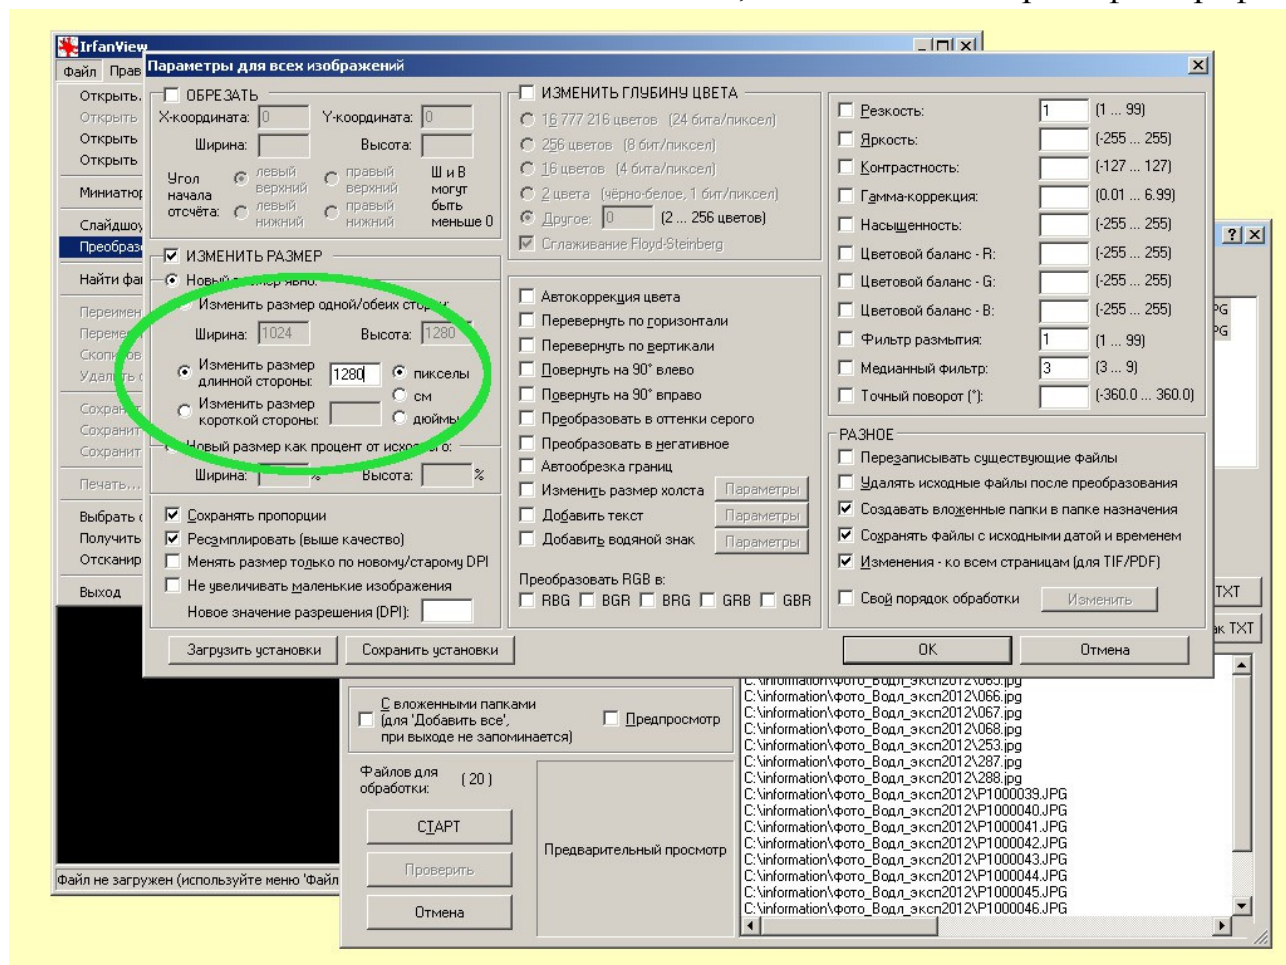 IrfanView
Файл Прав
Открыть.
Открыть
Открыть
Открыть
Миниатюр
Слайдшоу
Преобраз
Найти фа
Переимен
Скопиров
Удалить с
Сохранит
Сохранит
Сохранит
Печать...
Выбрать с
Получить
Отсканир
Выход
Файл не загружен (используйте меню 'Файл
Параметры для всех изображений
ОБРЕЗАТЬ
X-координата: 0 Y-координата: 0
Ширина: Высота:
Угол начала отсчёта:
левый верхний
правый верхний
левый нижний
правый нижний
Ш и В могут быть меньше 0
ИЗМЕНИТЬ РАЗМЕР
Новый размер явно:
Изменить размер одной/обеих сторон:
Ширина: 1024 Высота: 1280
Изменить размер
длинной стороны: 1280
пикселы
см
дюймы
Изменить размер
короткой стороны:
Новый размер как процент от исходного:
Ширина: % Высота: %
Сохранять пропорции
Ресэмплировать (выше качество)
Менять размер только по новому/старому DPI
Не увеличивать маленькие изображения
Новое значение разрешения (DPI):
Загрузить установки Сохранить установки
ИЗМЕНИТЬ ГЛУБИНУ ЦВЕТА
16 777 216 цветов (24 бита/пиксел)
256 цветов (8 бит/пиксел)
16 цветов (4 бита/пиксел)
2 цвета (чёрно-белое, 1 бит/пиксел)
Другое: 0 (2 ... 256 цветов)
Сглаживание Floyd-Steinberg
Автокоррекция цвета
Перевернуть по горизонтали
Перевернуть по вертикали
Повернуть на 90° влево
Повернуть на 90° вправо
Преобразовать в оттенки серого
Преобразовать в негативное
Автообрезка границ
Изменить размер холста Параметры
Добавить текст Параметры
Добавить водяной знак Параметры
Преобразовать RGB в:
RBG BGR BRG GRB GBR
Резкость: 1 (1 ... 99)
Яркость: (-255 ... 255)
Контрастность: (-127 ... 127)
Гамма-коррекция: (0.01 ... 6.99)
Насыщенность: (-255 ... 255)
Цветовой баланс - R: (-255 ... 255)
Цветовой баланс - G: (-255 ... 255)
Цветовой баланс - B: (-255 ... 255)
Фильтр размытия: 1 (1 ... 99)
Медианный фильтр: 3 (3 ... 9)
Точный поворот (°): (-360.0 ... 360.0)
РАЗНОЕ
Перезаписывать существующие файлы
Удалять исходные файлы после преобразования
Создавать вложенные папки в папке назначения
Сохранять файлы с исходными датой и временем
Изменения - ко всем страницам (для TIF/PDF)
Свой порядок обработки Изменить
OK Отмена
PG
PG
TXT
ак TXT
С вложенными папками
(для 'Добавить все',
при выходе не запоминается)
Предпросмотр
Файлов для
обработки: ( 20 )
СТАРТ
Проверить
Отмена
Предварительный просмотр
C:\information\фото_Водл_эксп2012\065.jpg
C:\information\фото_Водл_эксп2012\066.jpg
C:\information\фото_Водл_эксп2012\067.jpg
C:\information\фото_Водл_эксп2012\068.jpg
C:\information\фото_Водл_эксп2012\253.jpg
C:\information\фото_Водл_эксп2012\287.jpg
C:\information\фото_Водл_эксп2012\288.jpg
C:\information\фото_Водл_эксп2012\P1000039.JPG
C:\information\фото_Водл_эксп2012\P1000040.JPG
C:\information\фото_Водл_эксп2012\P1000041.JPG
C:\information\фото_Водл_эксп2012\P1000042.JPG
C:\information\фото_Водл_эксп2012\P1000043.JPG
C:\information\фото_Водл_эксп2012\P1000044.JPG
C:\information\фото_Водл_эксп2012\P1000045.JPG
C:\information\фото_Водл_эксп2012\P1000046.JPG